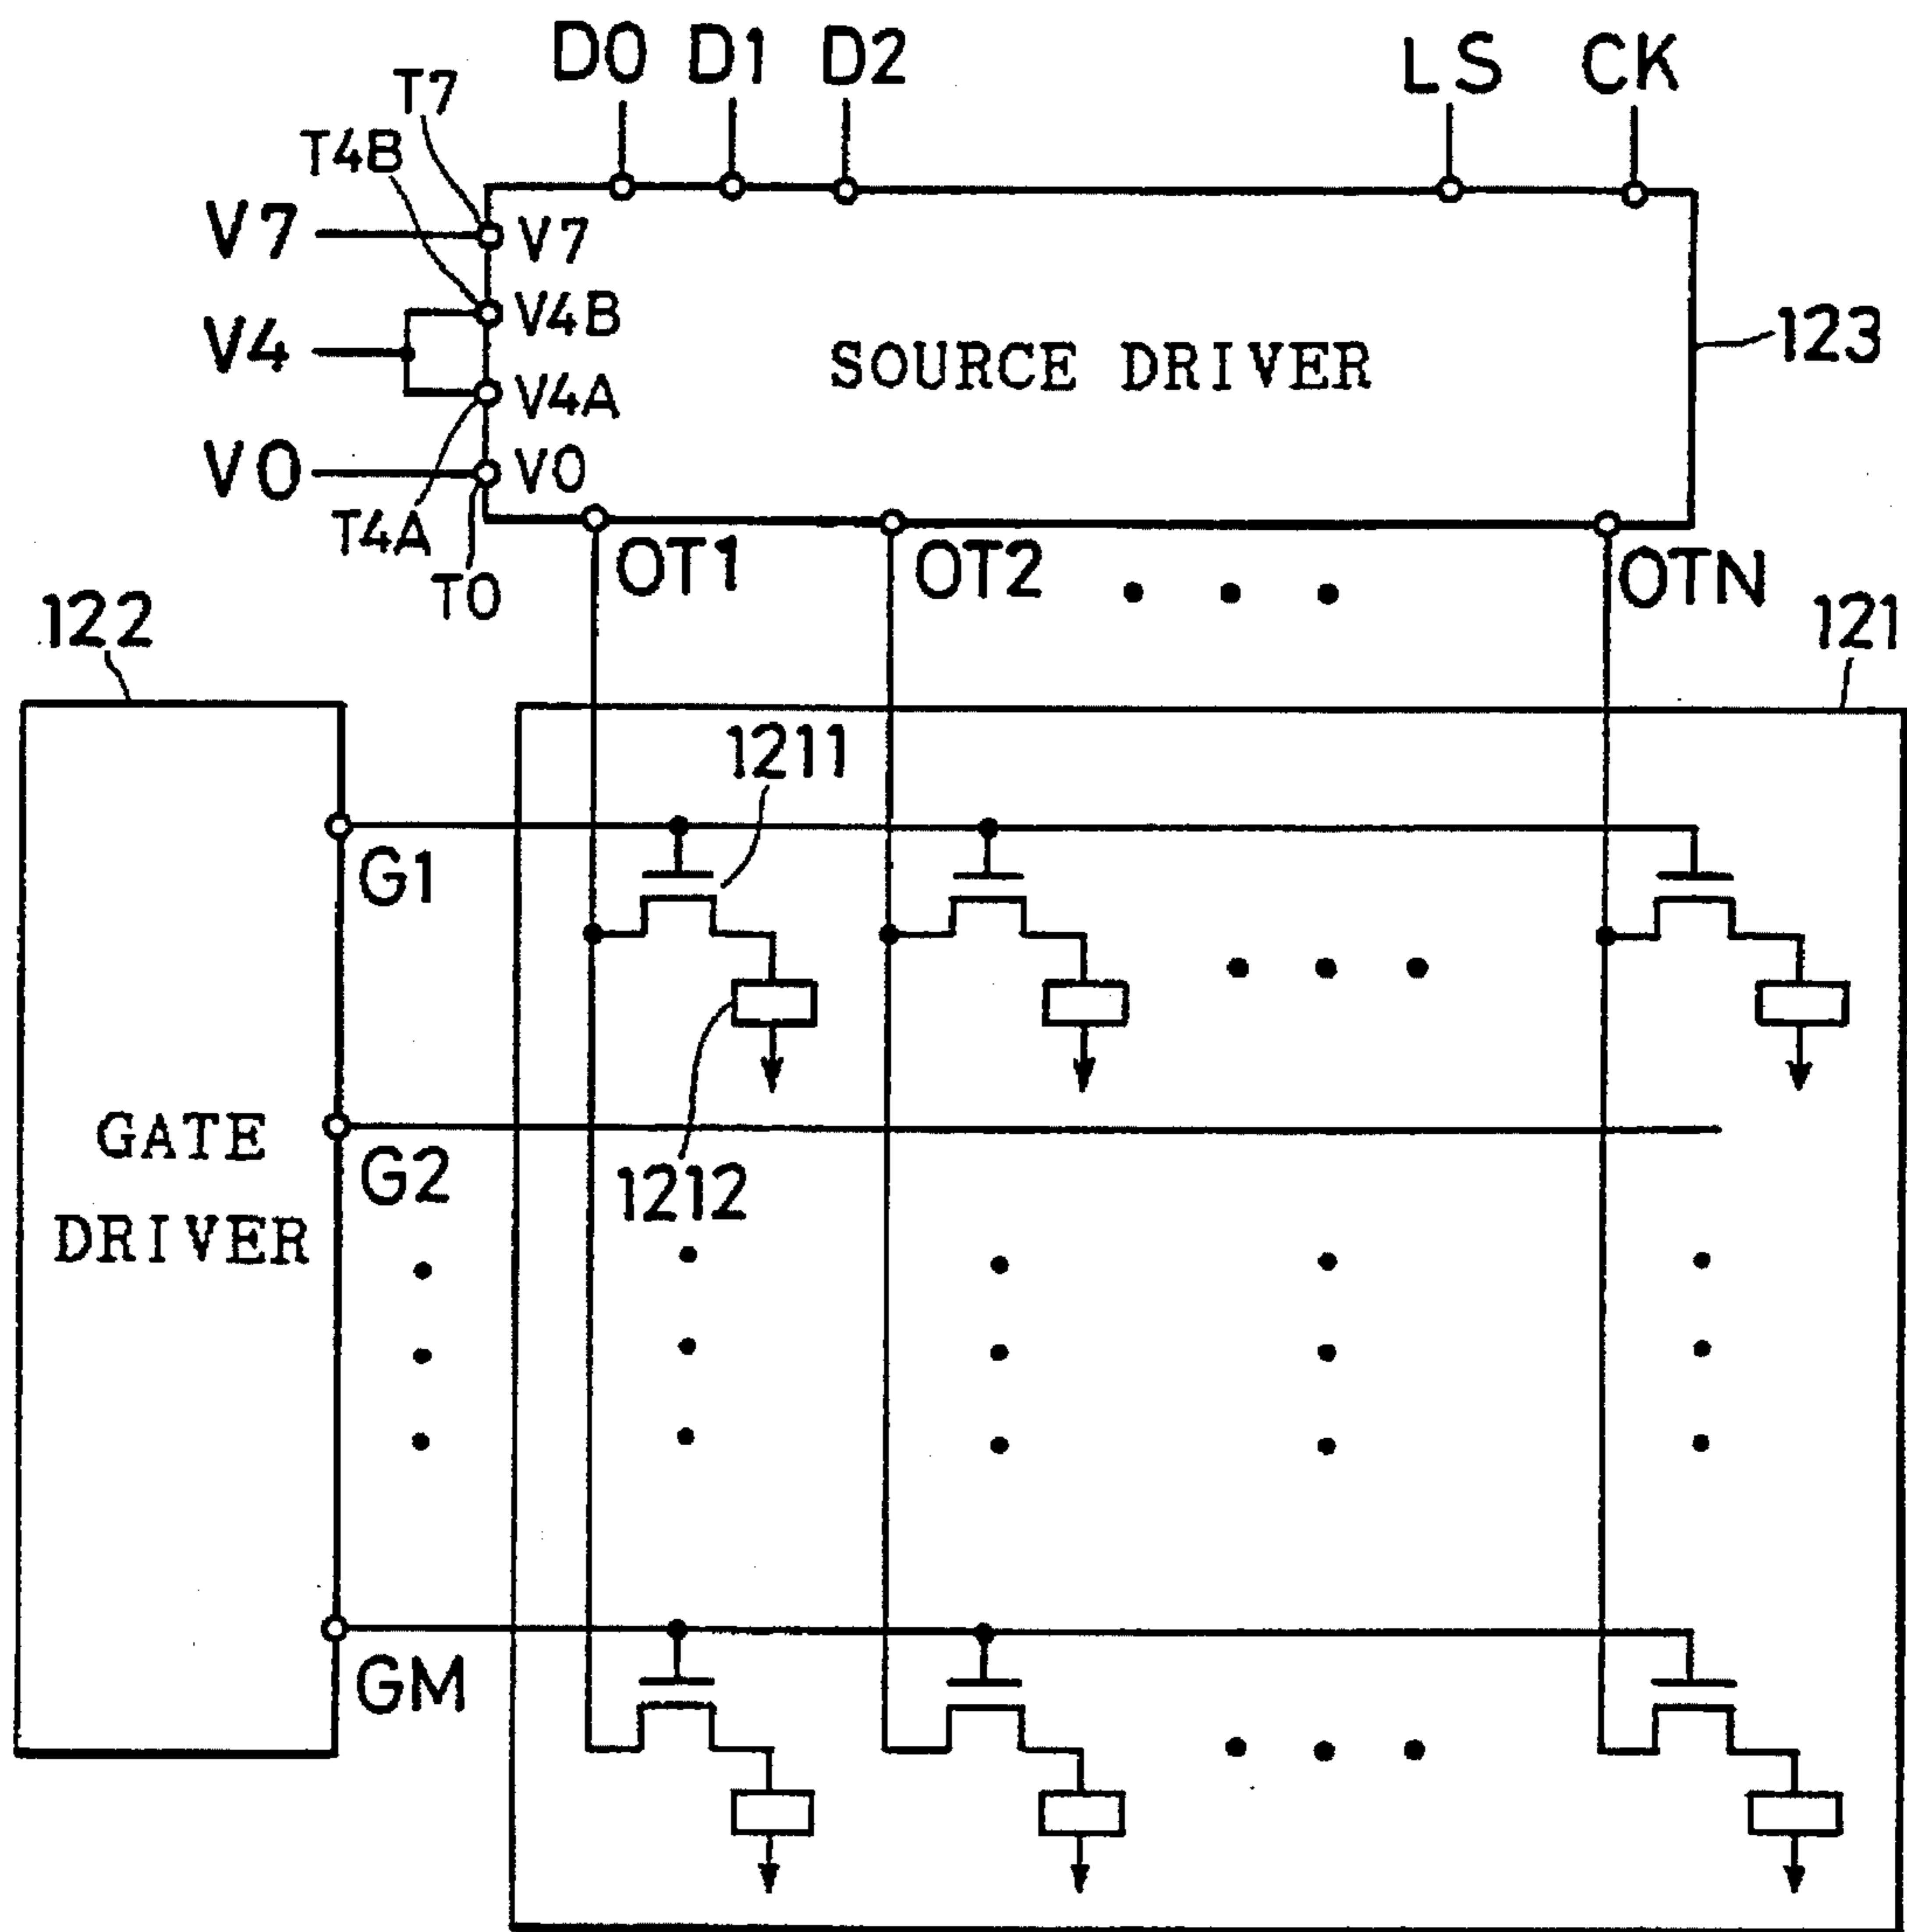 D0 D1 D2 LS CK
T7
T4B
V7 V7
V4B
V4 SOURCE DRIVER 123
V4A
V0 V0
T4A
T0
OT1 OT2 OTN
122 121
1211
G1
GATE
DRIVER
G2
1212
GM